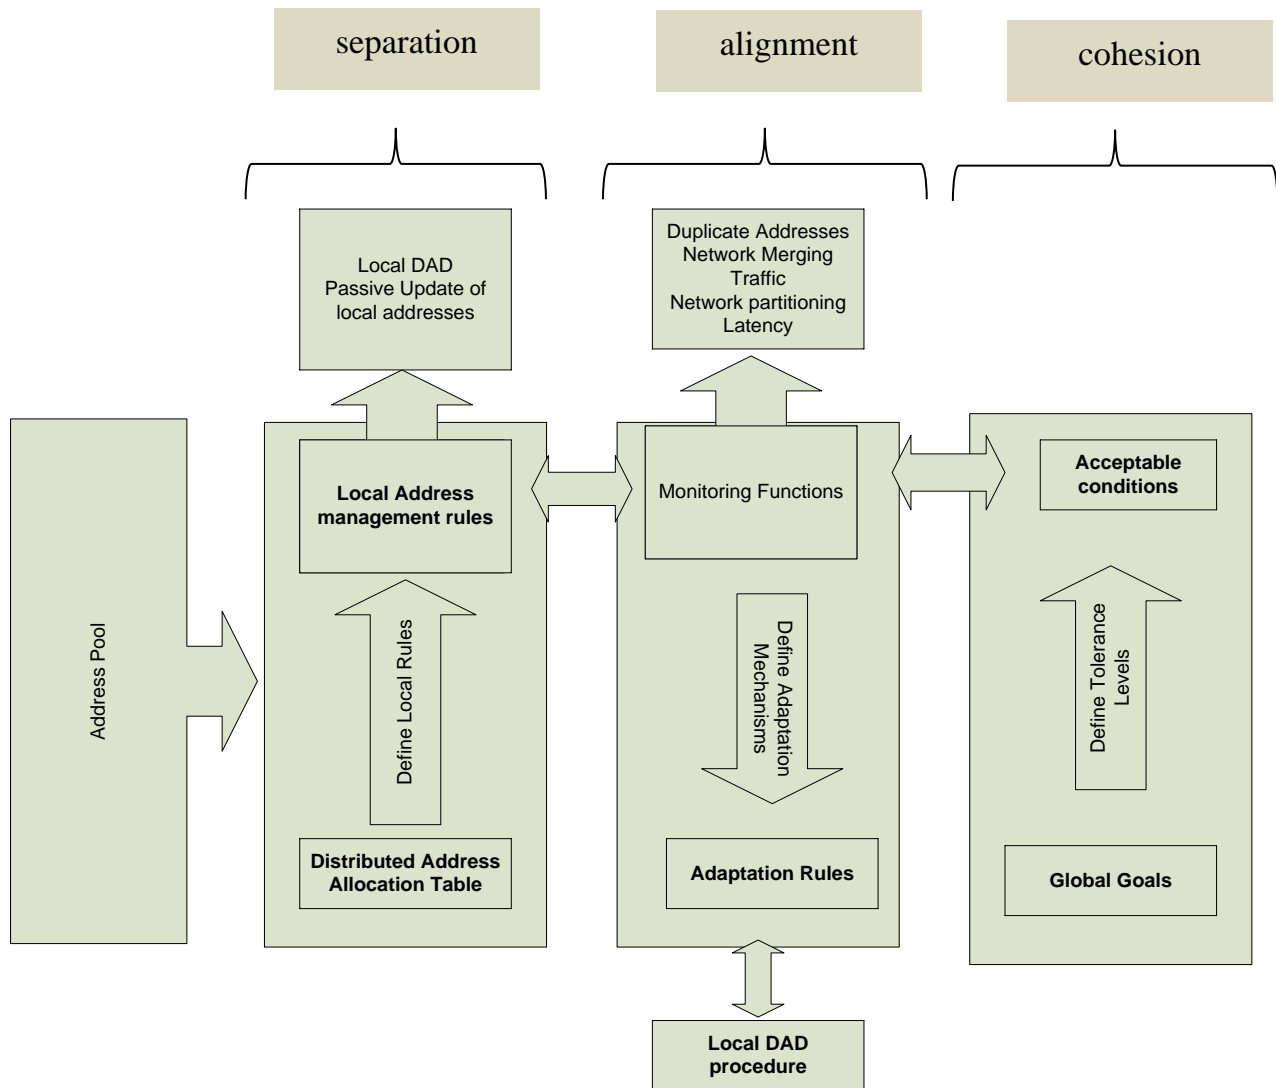 separation
alignment
cohesion
Local DAD
Passive Update of
local addresses
Duplicate Addresses
Network Merging
Traffic
Network partitioning
Latency
Address Pool
Local Address
management rules
Define Local Rules
Distributed Address
Allocation Table
Monitoring Functions
Define Adaptation
Mechanisms
Adaptation Rules
Local DAD
procedure
Acceptable
conditions
Define Tolerance
Levels
Global Goals